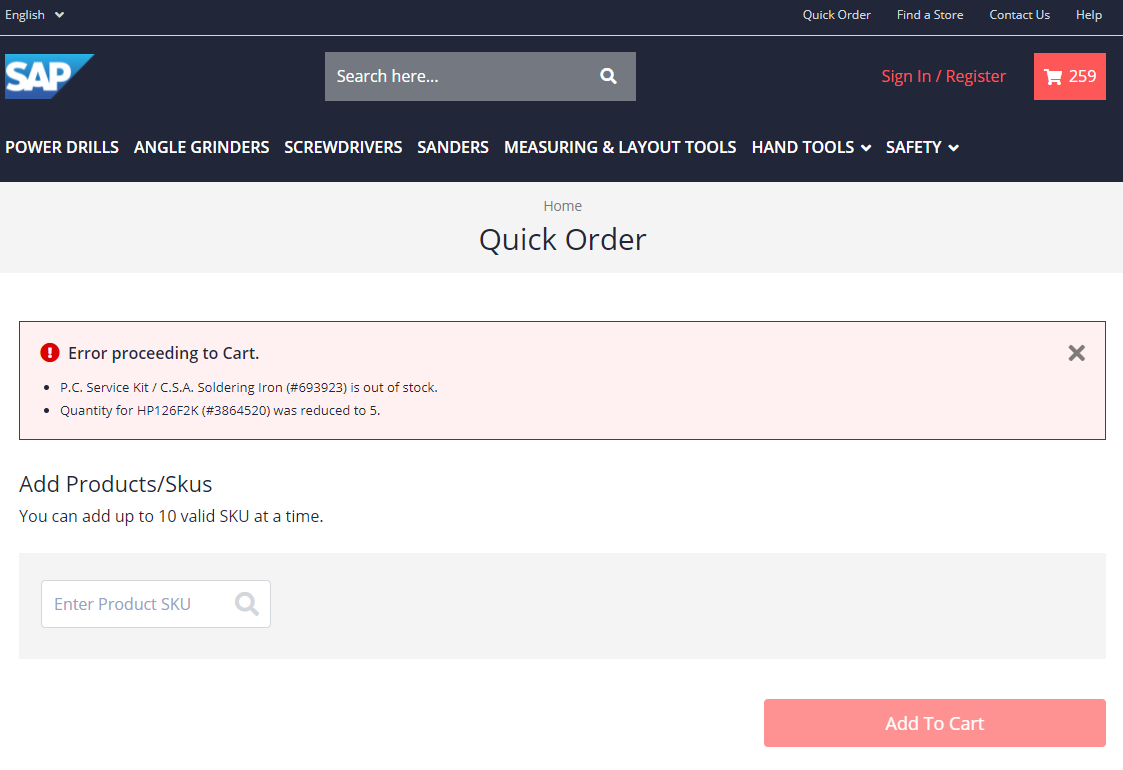 English
Quick Order
Find a Store
Contact Us
Help
SAP
Search here...
Sign In / Register
259
POWER DRILLS
ANGLE GRINDERS
SCREWDRIVERS
SANDERS
MEASURING & LAYOUT TOOLS
HAND TOOLS
SAFETY
Home
Quick Order
Error proceeding to Cart.
P.C. Service Kit / C.S.A. Soldering Iron (#693923) is out of stock.
Quantity for HP126F2K (#3864520) was reduced to 5.
Add Products/Skus
You can add up to 10 valid SKU at a time.
Enter Product SKU
Add To Cart